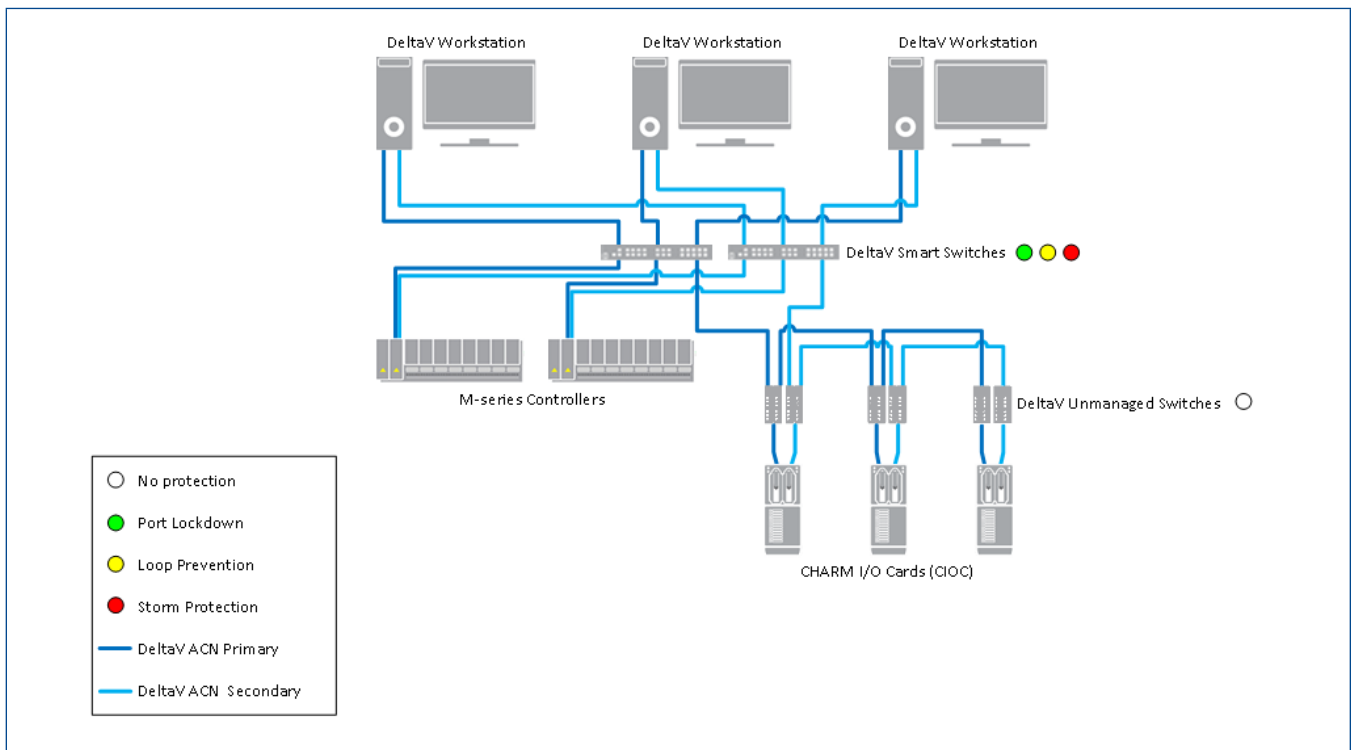 DeltaV Workstation
DeltaV Workstation
DeltaV Workstation
DeltaV Smart Switches
M-series Controllers
DeltaV Unmanaged Switches
CHARM I/O Cards (CIOC)
No protection
Port Lockdown
Loop Prevention
Storm Protection
DeltaV ACN Primary
DeltaV ACN Secondary